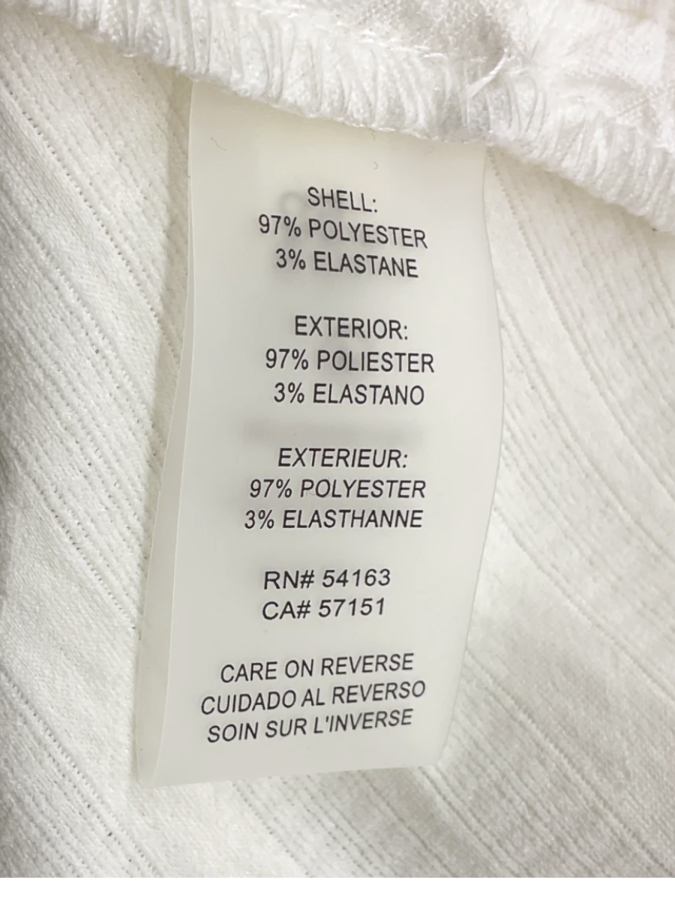 SHELL:
97% POLYESTER
3% ELASTANE
EXTERIOR:
97% POLIESTER
3% ELASTANO
EXTERIEUR:
97% POLYESTER
3% ELASTHANNE
RN# 54163
CA# 57151
CARE ON REVERSE
CUIDADO AL REVERSO
SOIN SUR L'INVERSE